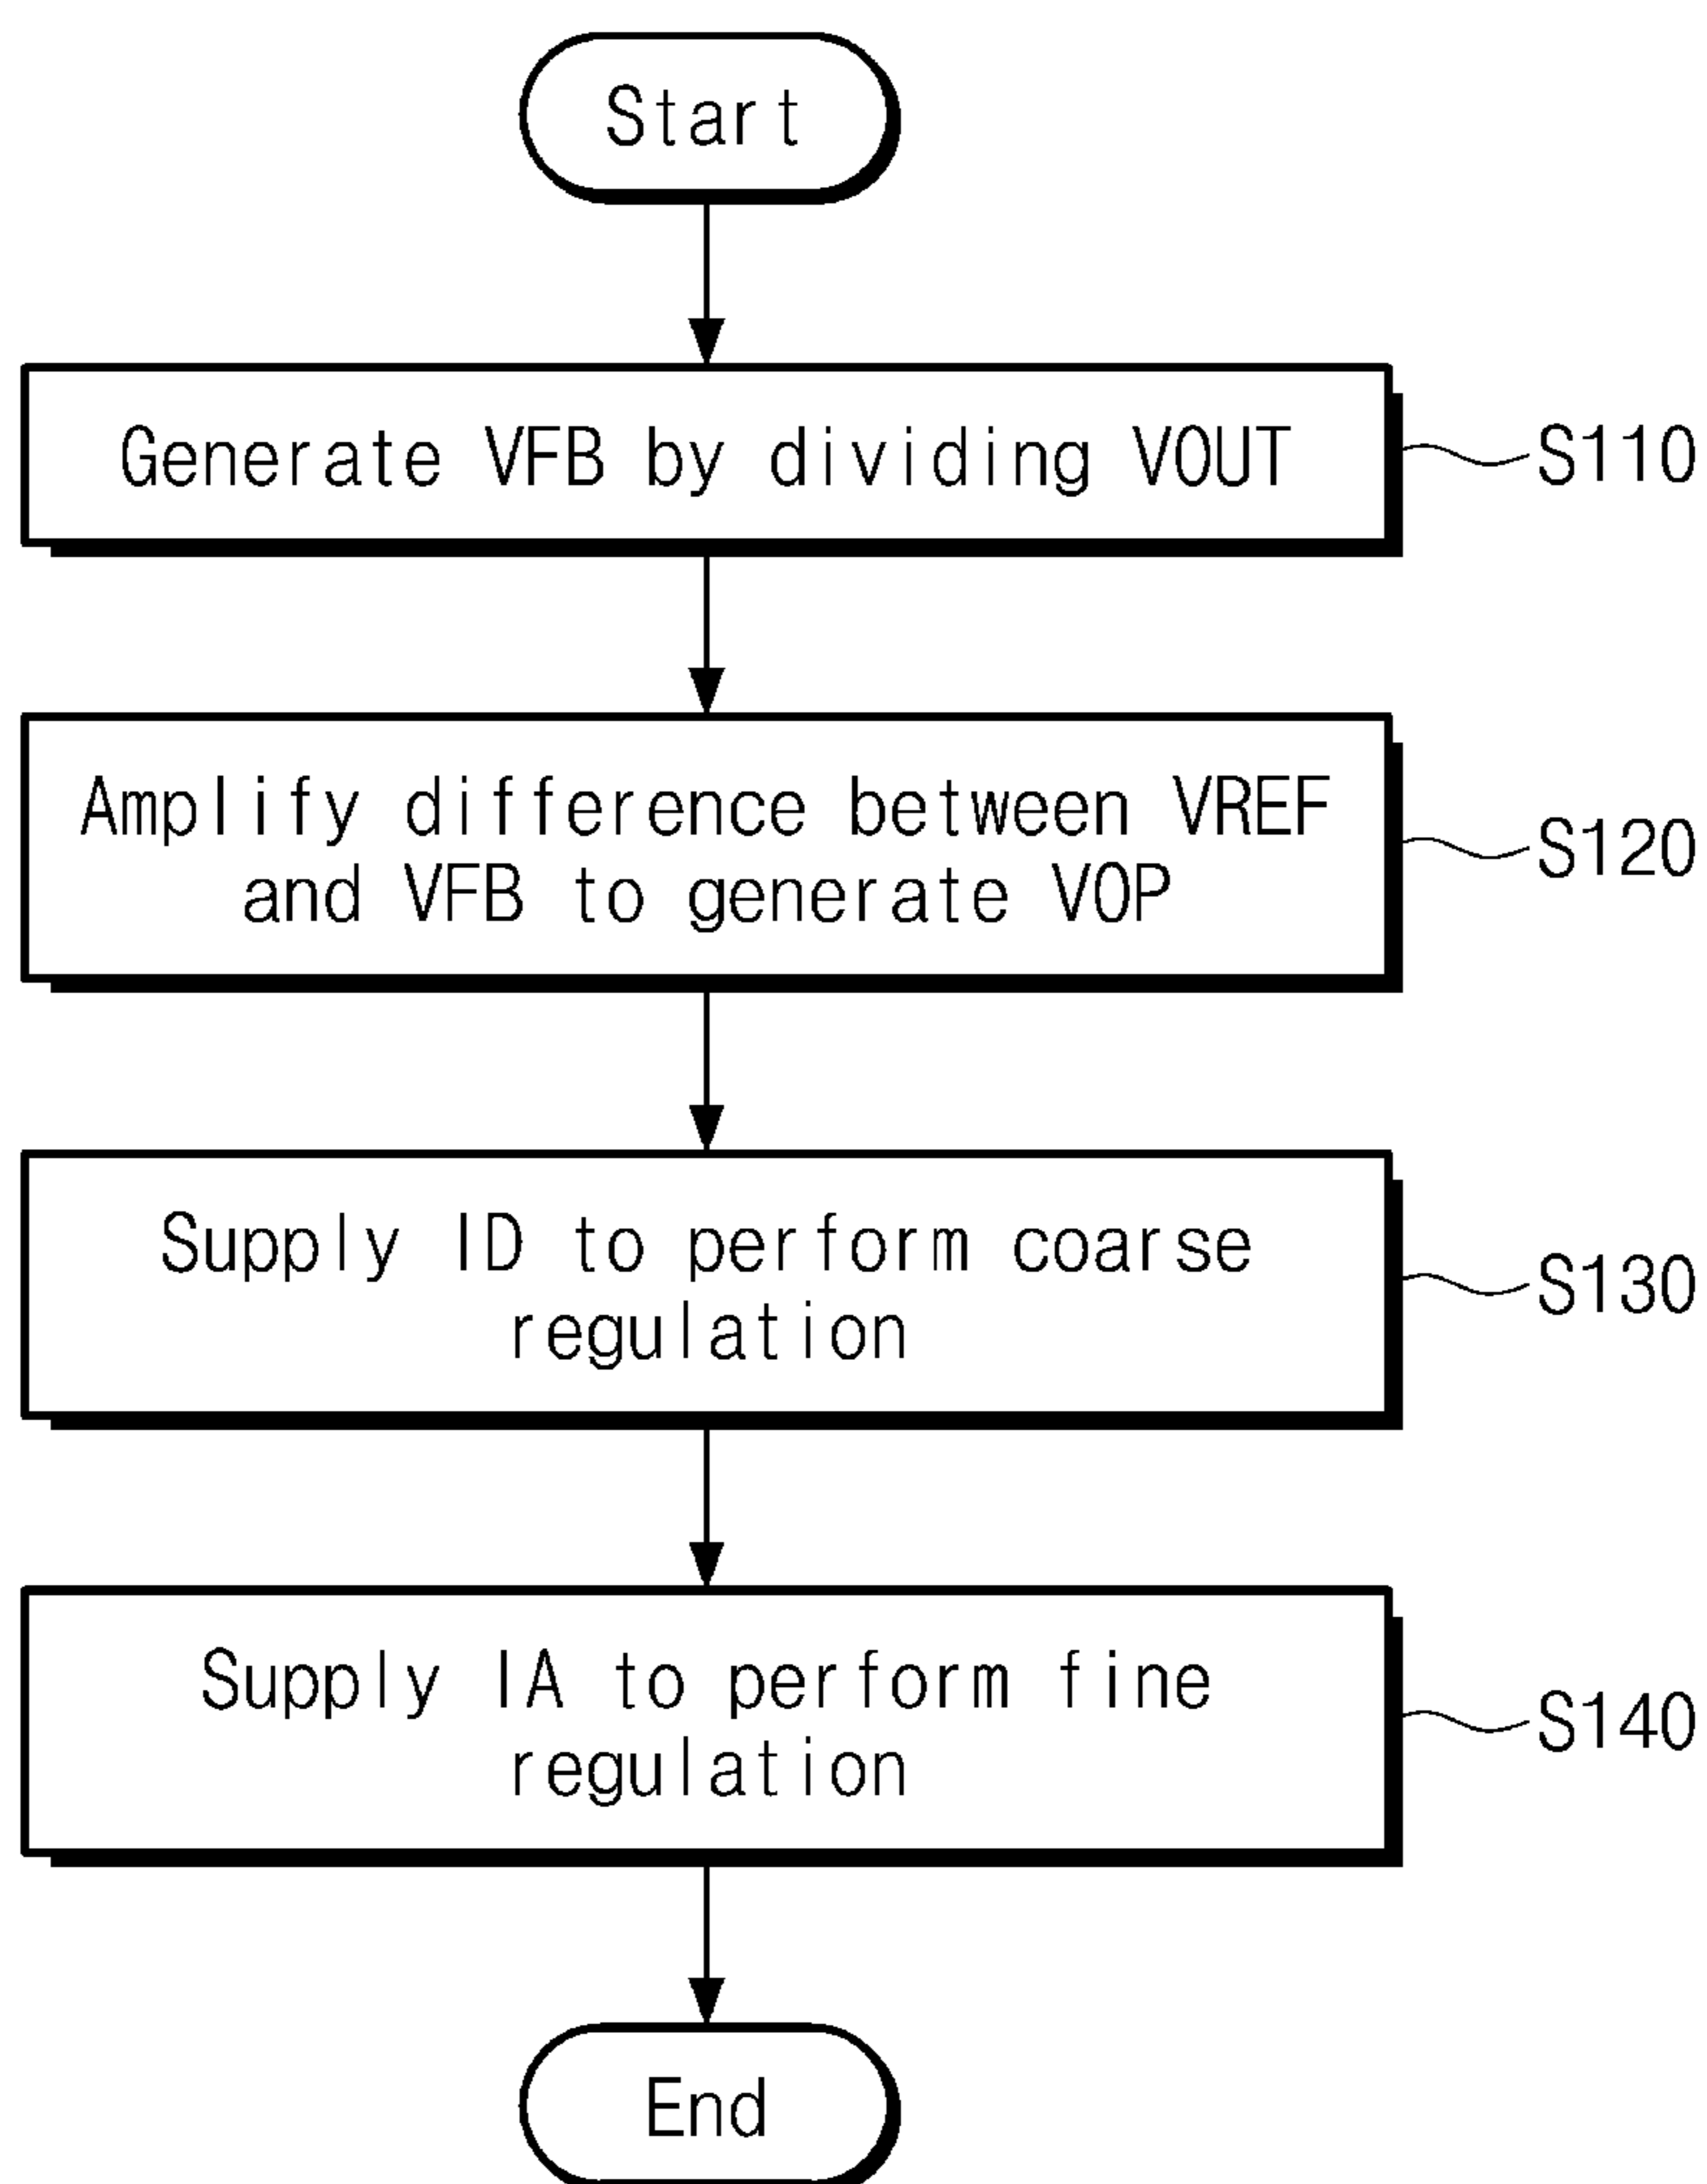 Start
Generate VFB by dividing VOUT
S110
Amplify difference between VREF
and VFB to generate VOP
S120
Supply ID to perform coarse
regulation
S130
Supply IA to perform fine
regulation
S140
End